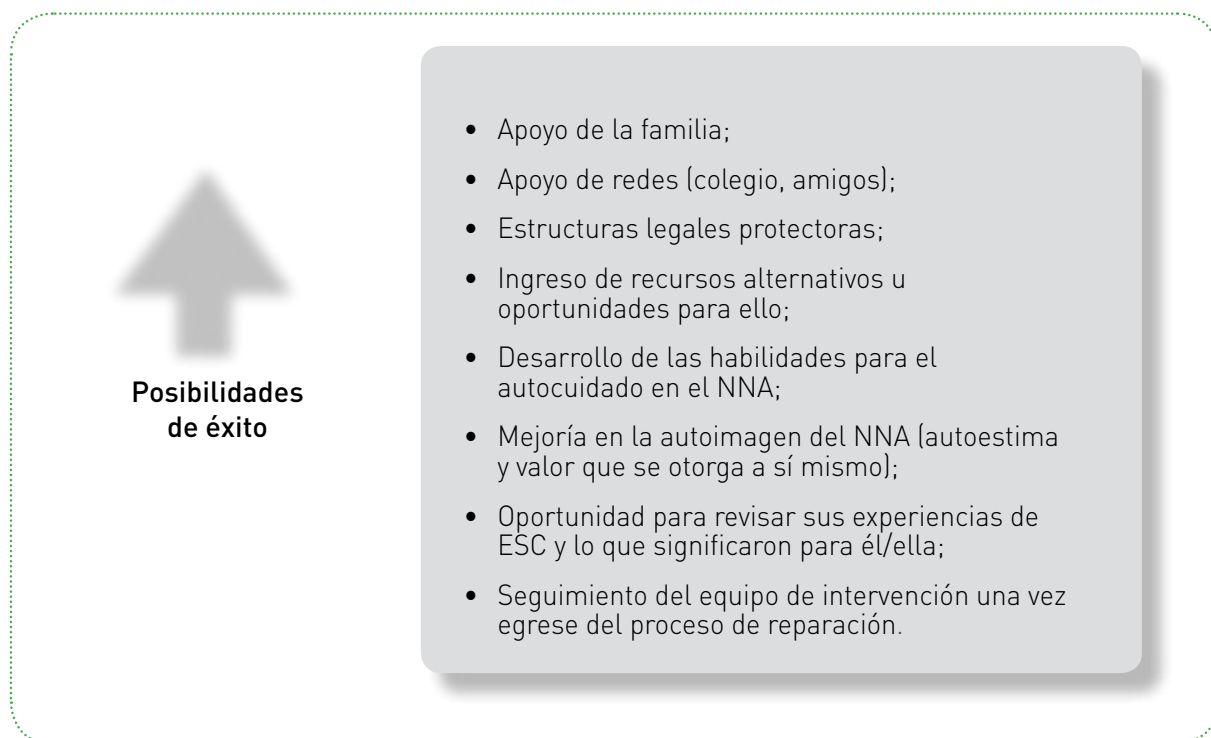 Posibilidades
de éxito
• Apoyo de la familia;
• Apoyo de redes (colegio, amigos);
• Estructuras legales protectoras;
• Ingreso de recursos alternativos u
oportunidades para ello;
• Desarrollo de las habilidades para el
autocuidado en el NNA;
• Mejoría en la autoimagen del NNA (autoestima
y valor que se otorga a sí mismo);
• Oportunidad para revisar sus experiencias de
ESC y lo que significaron para él/ella;
• Seguimiento del equipo de intervención una vez
egrese del proceso de reparación.